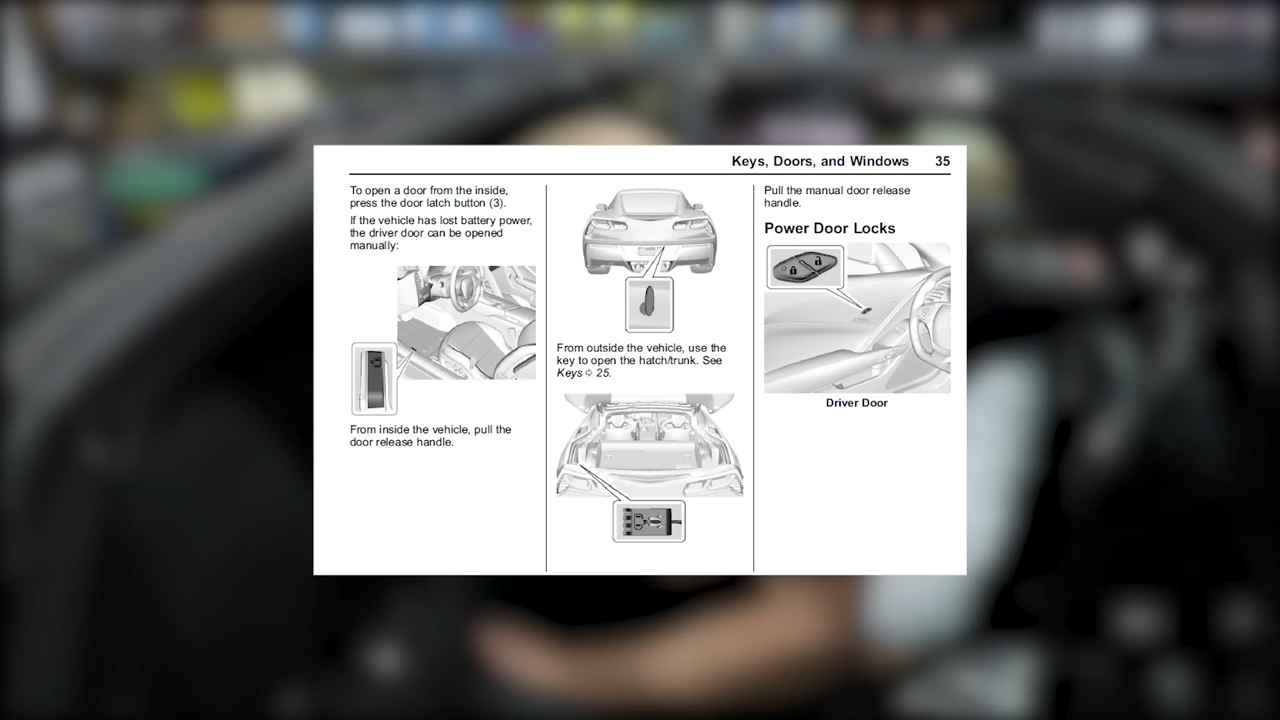 Keys, Doors, and Windows 35
To open a door from the inside,
press the door latch button (3).
If the vehicle has lost battery power,
the driver door can be opened
manually:
From inside the vehicle, pull the
door release handle.
From outside the vehicle, use the
key to open the hatch/trunk. See
Keys ⇨ 25.
Pull the manual door release
handle.
Power Door Locks
Driver Door